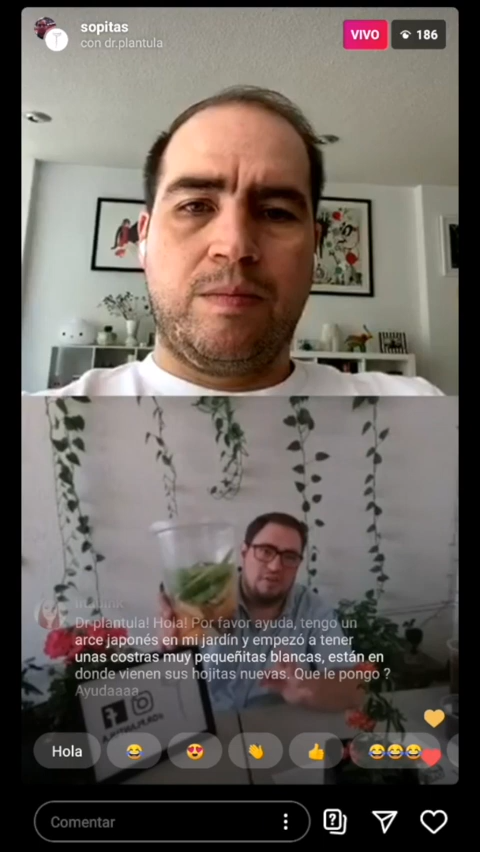 sopitas
con dr.plantula
VIVO
186
Dr plantula! Hola! Por favor ayuda, tengo un
arce japonés en mi jardín y empezó a tener
unas costras muy pequeñitas blancas, están en
donde vienen sus hojitas nuevas. Que le pongo ?
Ayudaaaa
Hola
Comentar